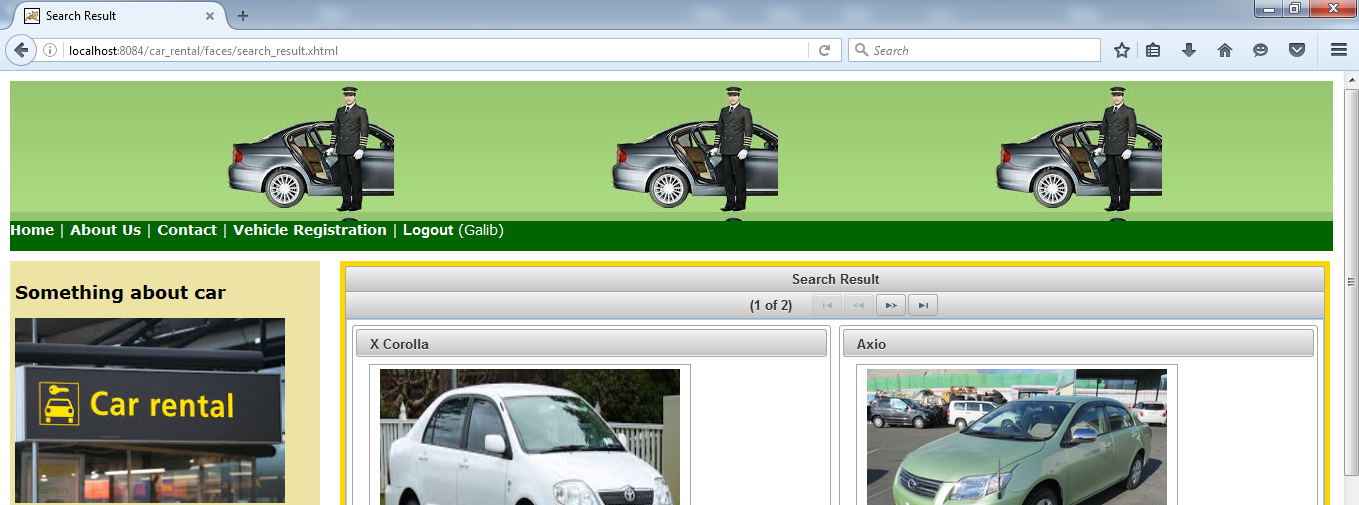 Search Result
localhost:8084/car_rental/faces/search_result.xhtml
Search
Home | About Us | Contact | Vehicle Registration | Logout (Galib)
Something about car
Car rental
Search Result
(1 of 2)
X Corolla
Axio